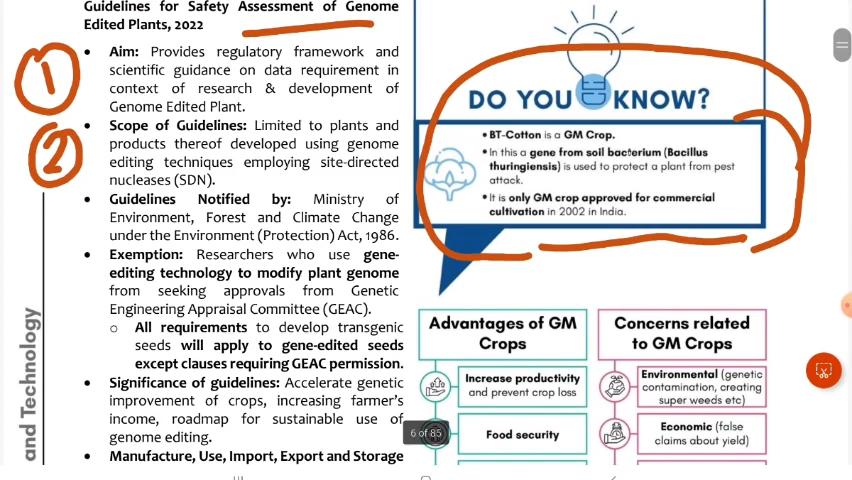 Guidelines for Safety Assessment of Genome
Edited Plants, 2022
1
• Aim: Provides regulatory framework and
scientific guidance on data requirement in
context of research & development of
Genome Edited Plant.
2
• Scope of Guidelines: Limited to plants and
products thereof developed using genome
editing techniques employing site-directed
nucleases (SDN).
• Guidelines Notified by: Ministry of
Environment, Forest and Climate Change
under the Environment (Protection) Act, 1986.
• Exemption: Researchers who use gene-
editing technology to modify plant genome
from seeking approvals from Genetic
Engineering Appraisal Committee (GEAC).
o All requirements to develop transgenic
seeds will apply to gene-edited seeds
except clauses requiring GEAC permission.
• Significance of guidelines: Accelerate genetic
improvement of crops, increasing farmer's
income, roadmap for sustainable use of
genome editing.
• Manufacture, Use, Import, Export and Storage
and Technology
DO YOU KNOW?
• BT-Cotton is a GM Crop.
• In this a gene from soil bacterium (Bacillus
thuringiensis) is used to protect a plant from pest
attack.
• It is only GM crop approved for commercial
cultivation in 2002 in India.
Advantages of GM
Crops
Increase productivity
and prevent crop loss
Food security
Concerns related
to GM Crops
Environmental (genetic
contamination, creating
super weeds etc)
Economic (false
claims about yield)
6 of 85